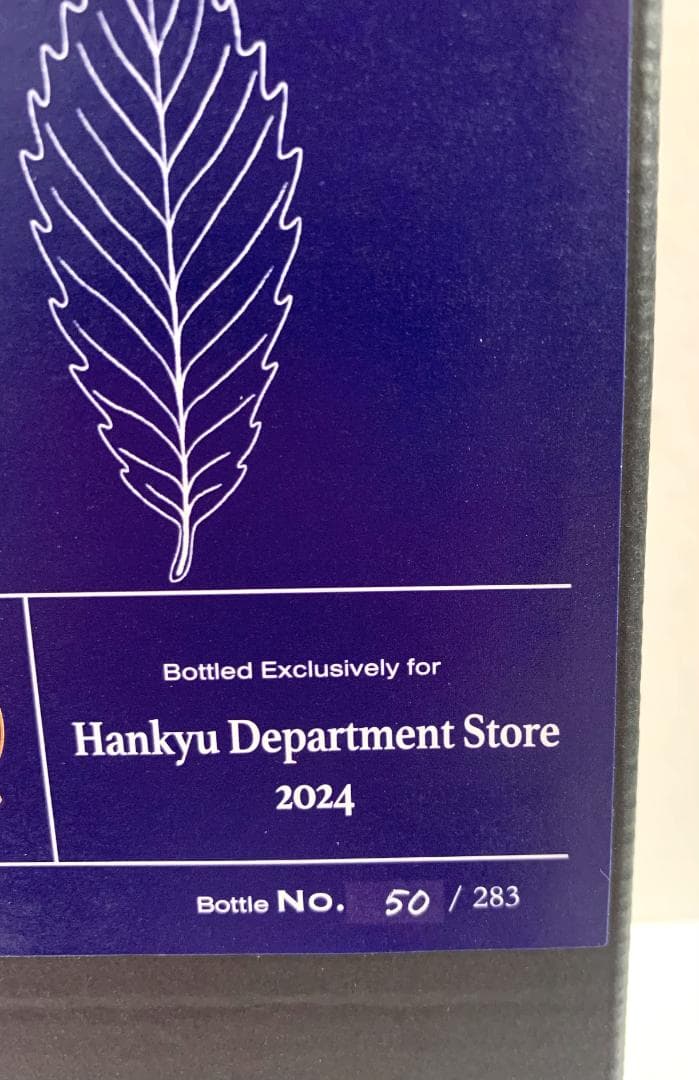 Bottled Exclusively for
Hankyu Department Store
2024
Bottle No. 50 / 283